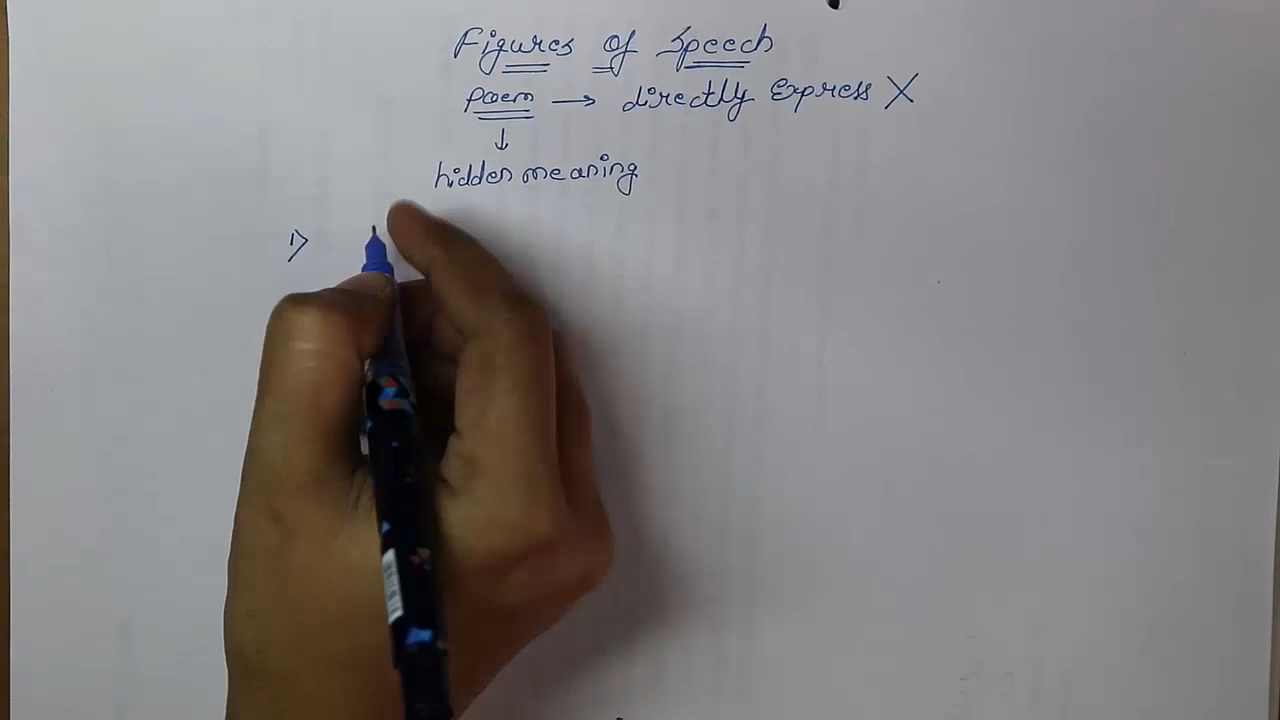 Figures of Speech
poem → directly Express X
↓
hidden meaning
1>